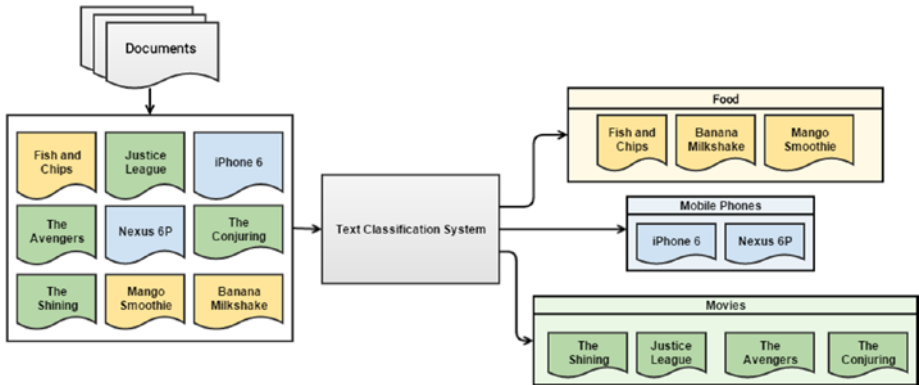 Documents
Fish and
Chips
Justice
League
iPhone 6
The
Avengers
Nexus 6P
The
Conjuring
The
Shining
Mango
Smoothie
Banana
Milkshake
Text Classification System
Food
Fish and
Chips
Banana
Milkshake
Mango
Smoothie
Mobile Phones
iPhone 6
Nexus 6P
Movies
The
Shining
Justice
League
The
Avengers
The
Conjuring